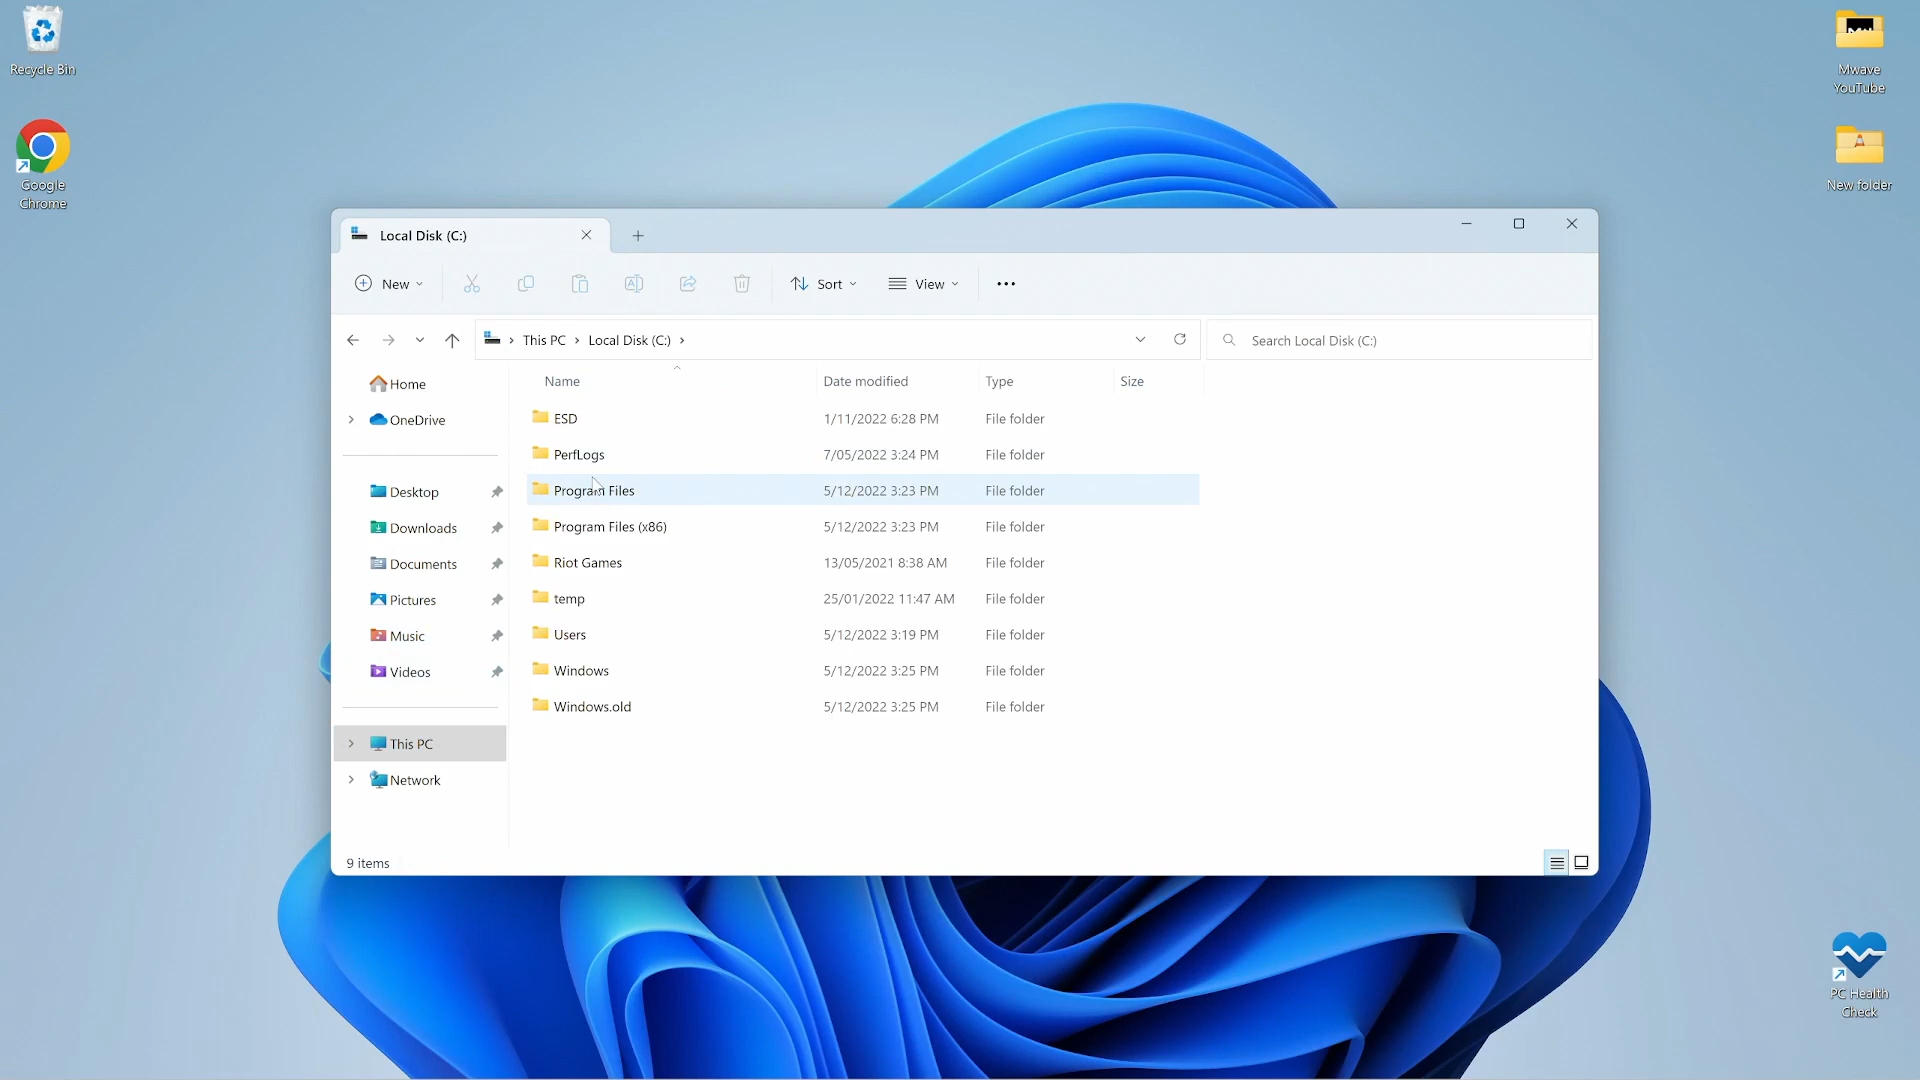 Recycle Bin
Google
Chrome
Mwave
YouTube
New folder
Local Disk (C:)
New
Sort
View
This PC
Local Disk (C:)
Search Local Disk (C:)
Home
OneDrive
Desktop
Downloads
Documents
Pictures
Music
Videos
This PC
Network
Name Date modified Type Size
ESD 1/11/2022 6:28 PM File folder
PerfLogs 7/05/2022 3:24 PM File folder
Program Files 5/12/2022 3:23 PM File folder
Program Files (x86) 5/12/2022 3:23 PM File folder
Riot Games 13/05/2021 8:38 AM File folder
temp 25/01/2022 11:47 AM File folder
Users 5/12/2022 3:19 PM File folder
Windows 5/12/2022 3:25 PM File folder
Windows.old 5/12/2022 3:25 PM File folder
9 items
PC Health
Check